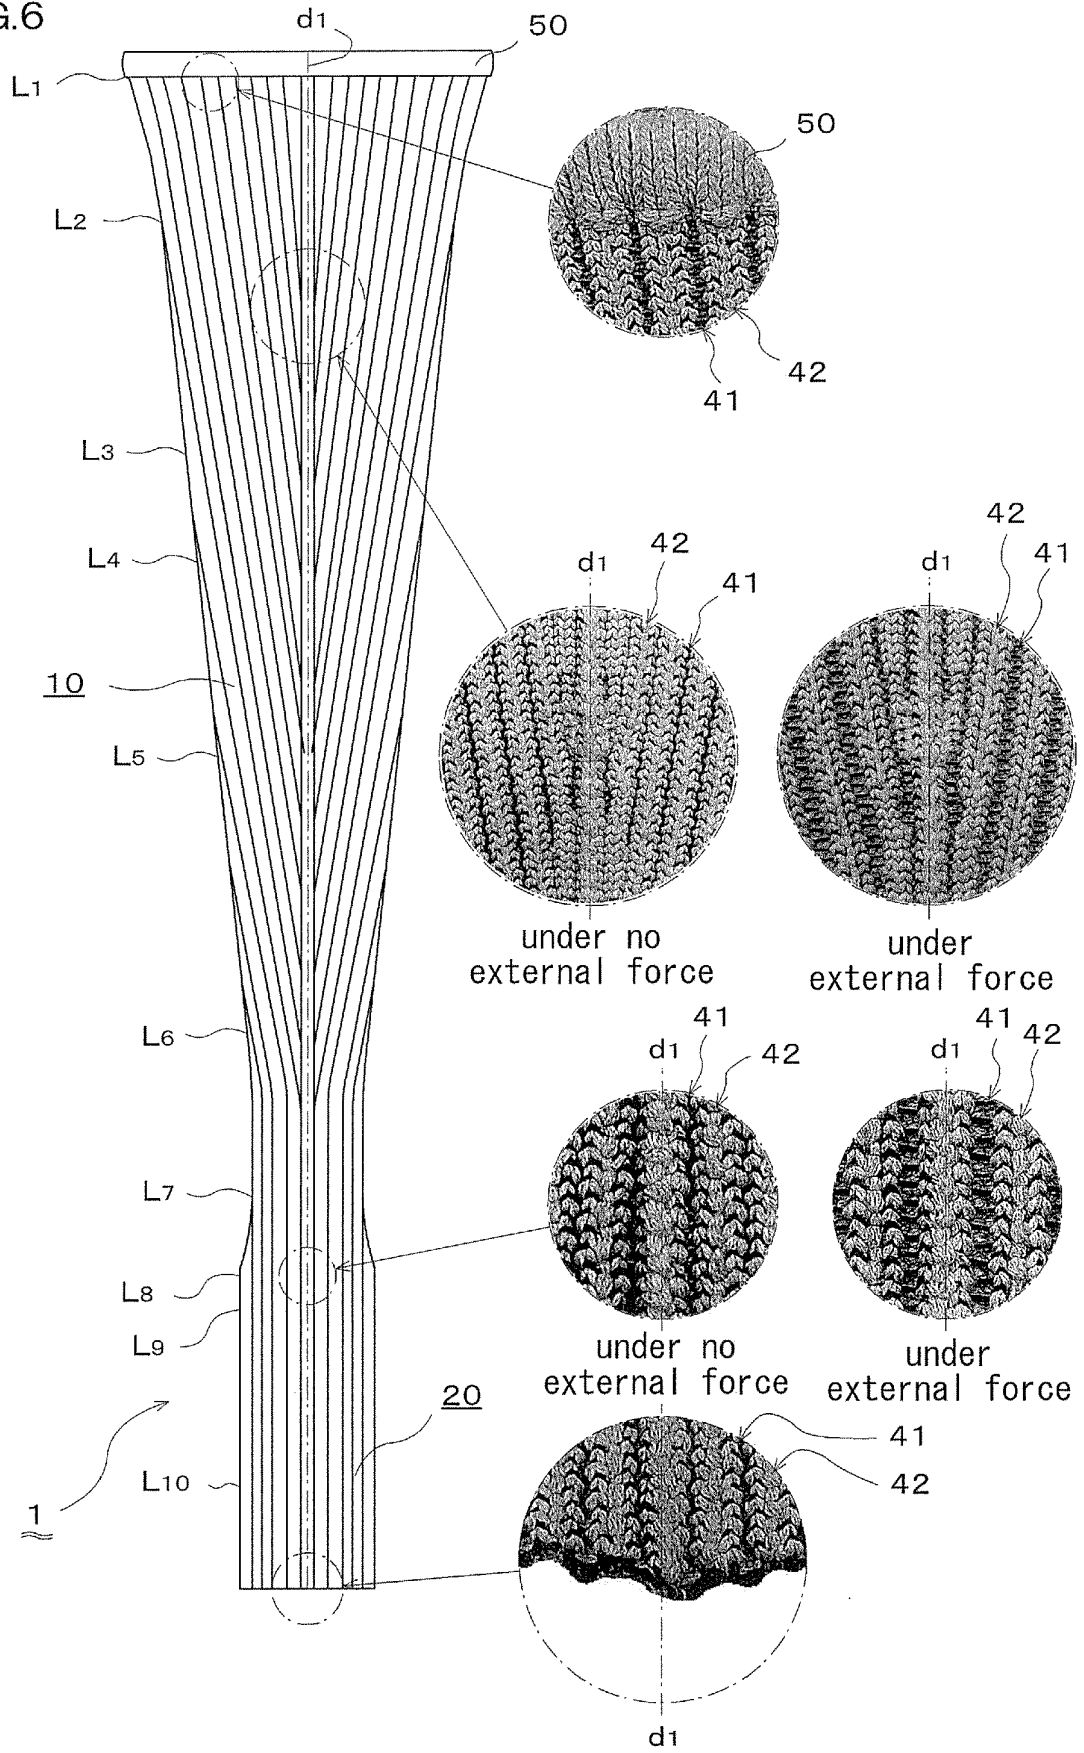 G.6
d1
50
L1
50
L2
42
41
L3
42
42
L4
d1
41
d1
41
10
L5
under no
external force
under
external force
L6
41
41
d1
42
d1
42
L7
L8
L9
under no
external force
under
external force
20
41
L10
42
1
d1